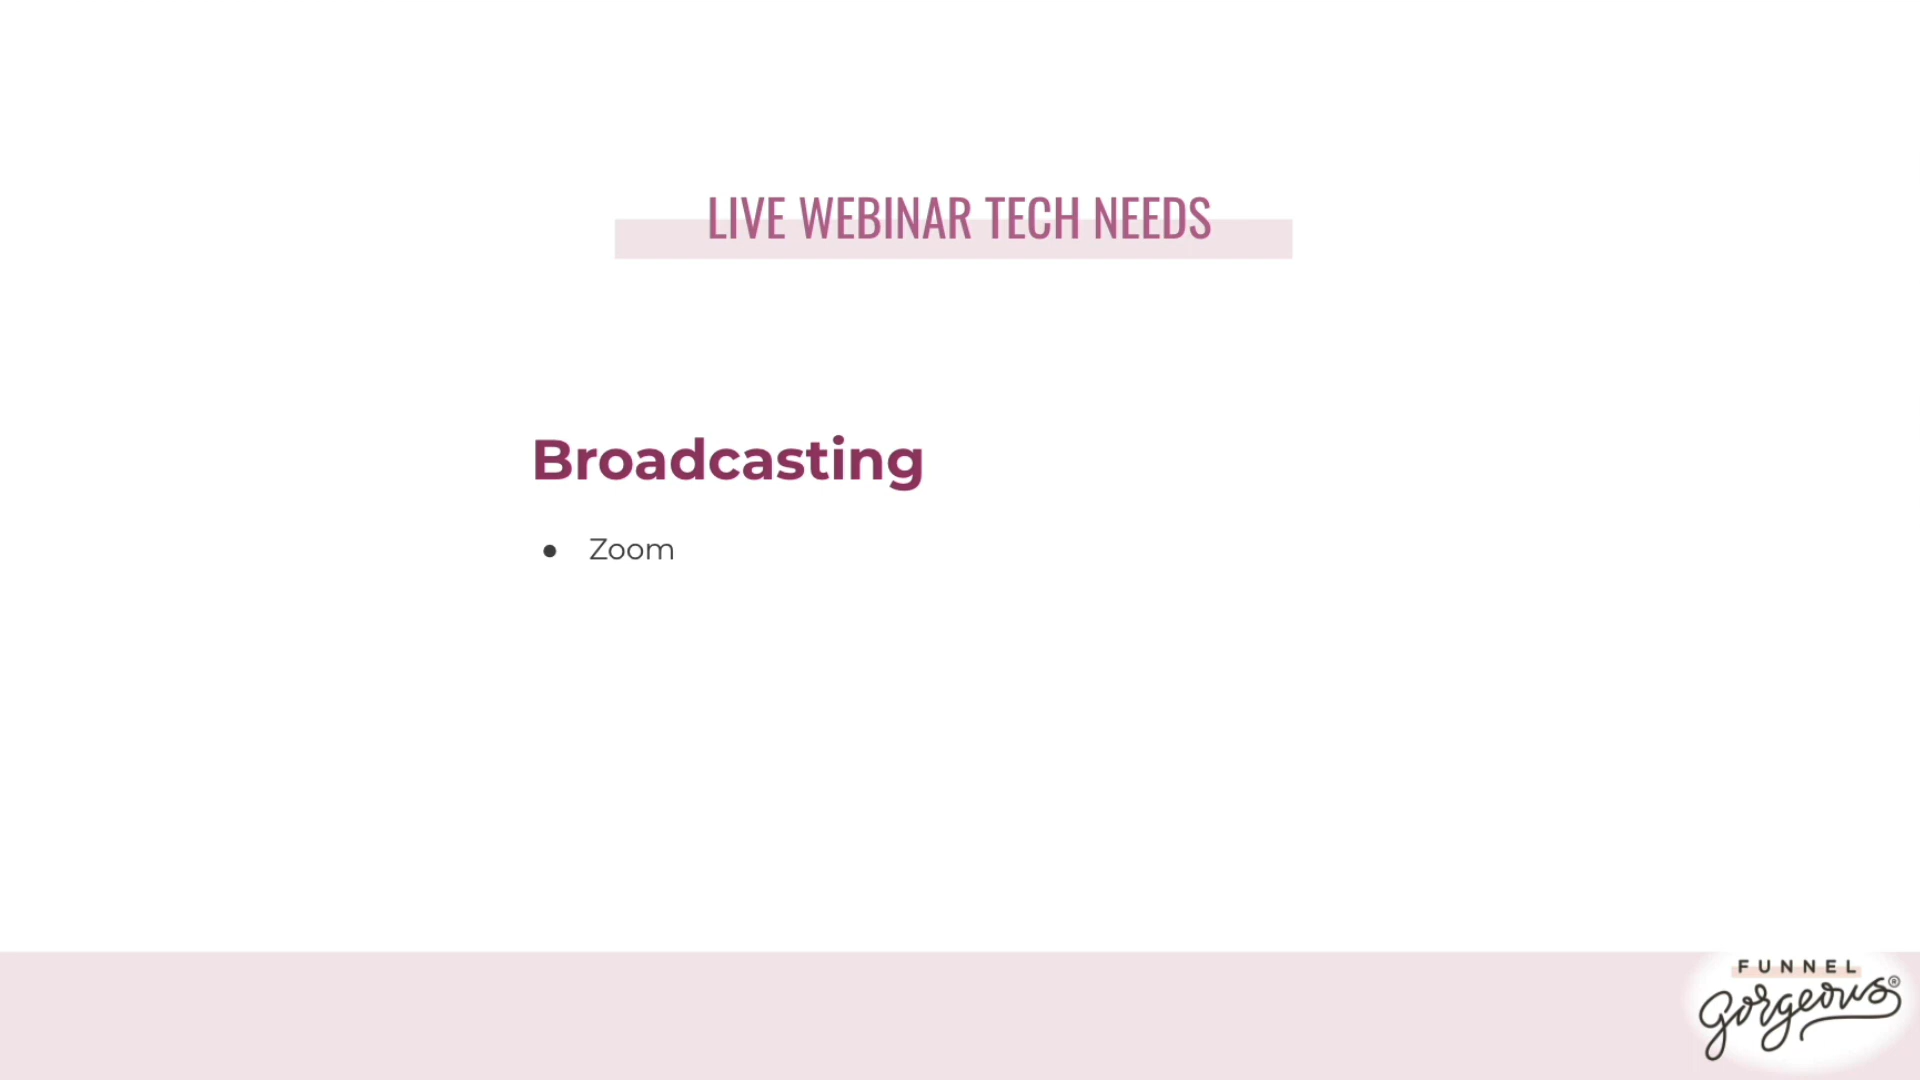 LIVE WEBINAR TECH NEEDS
Broadcasting
● Zoom
FUNNEL
gorgeous®